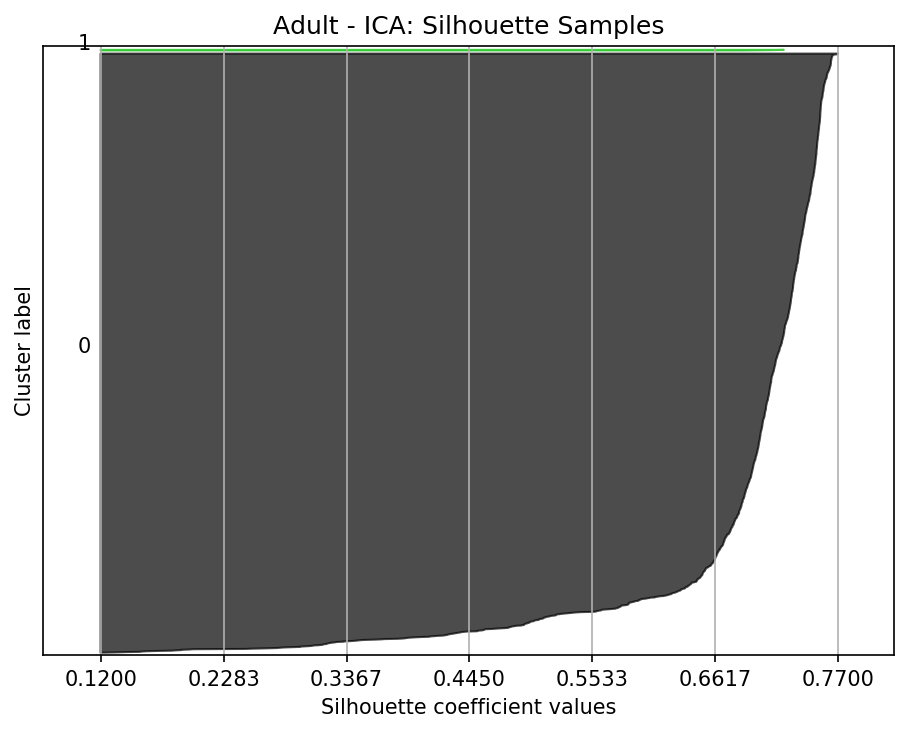 Adult - ICA: Silhouette Samples
1
0
Cluster label
0.1200 0.2283 0.3367 0.4450 0.5533 0.6617 0.7700
Silhouette coefficient values